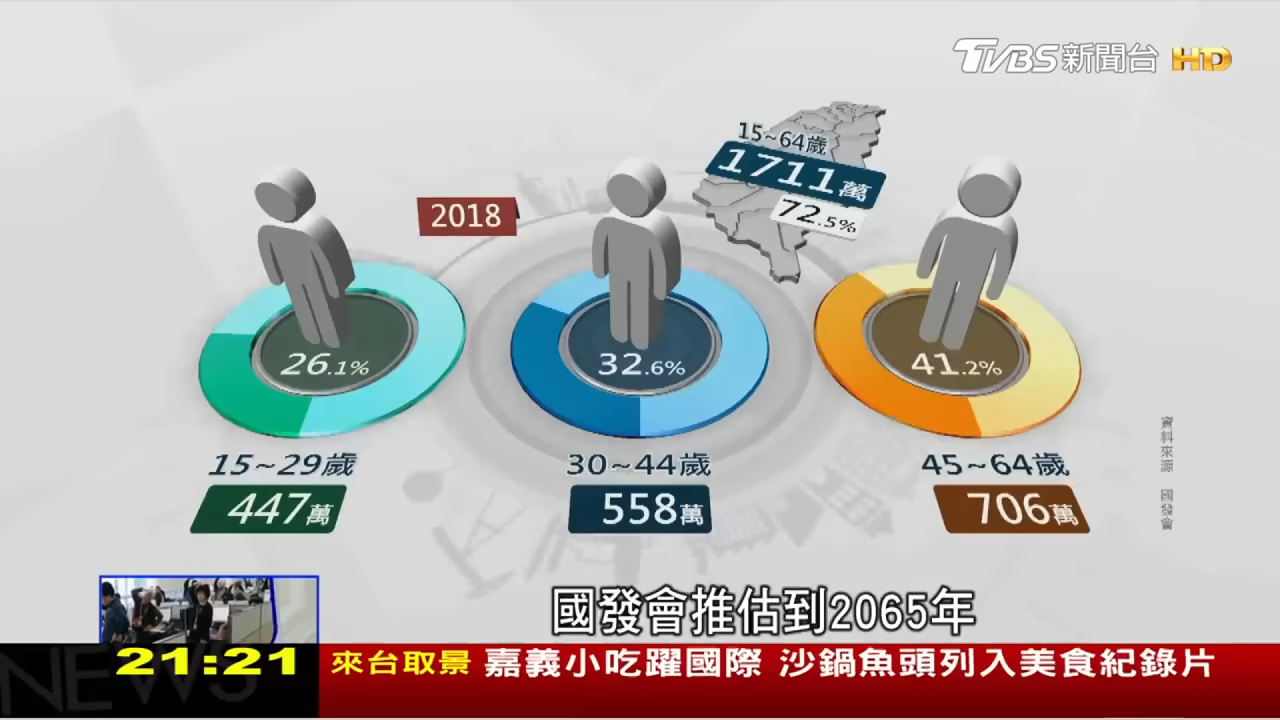 TVBS新聞台 HD
15~64歲
1711萬
72.5%
2018
26.1%
32.6%
41.2%
15~29歲
30~44歲
45~64歲
447萬
558萬
706萬
資料來源 國發會
國發會推估到2065年
NEWS
21:21
來台取景 嘉義小吃躍國際 沙鍋魚頭列入美食紀錄片